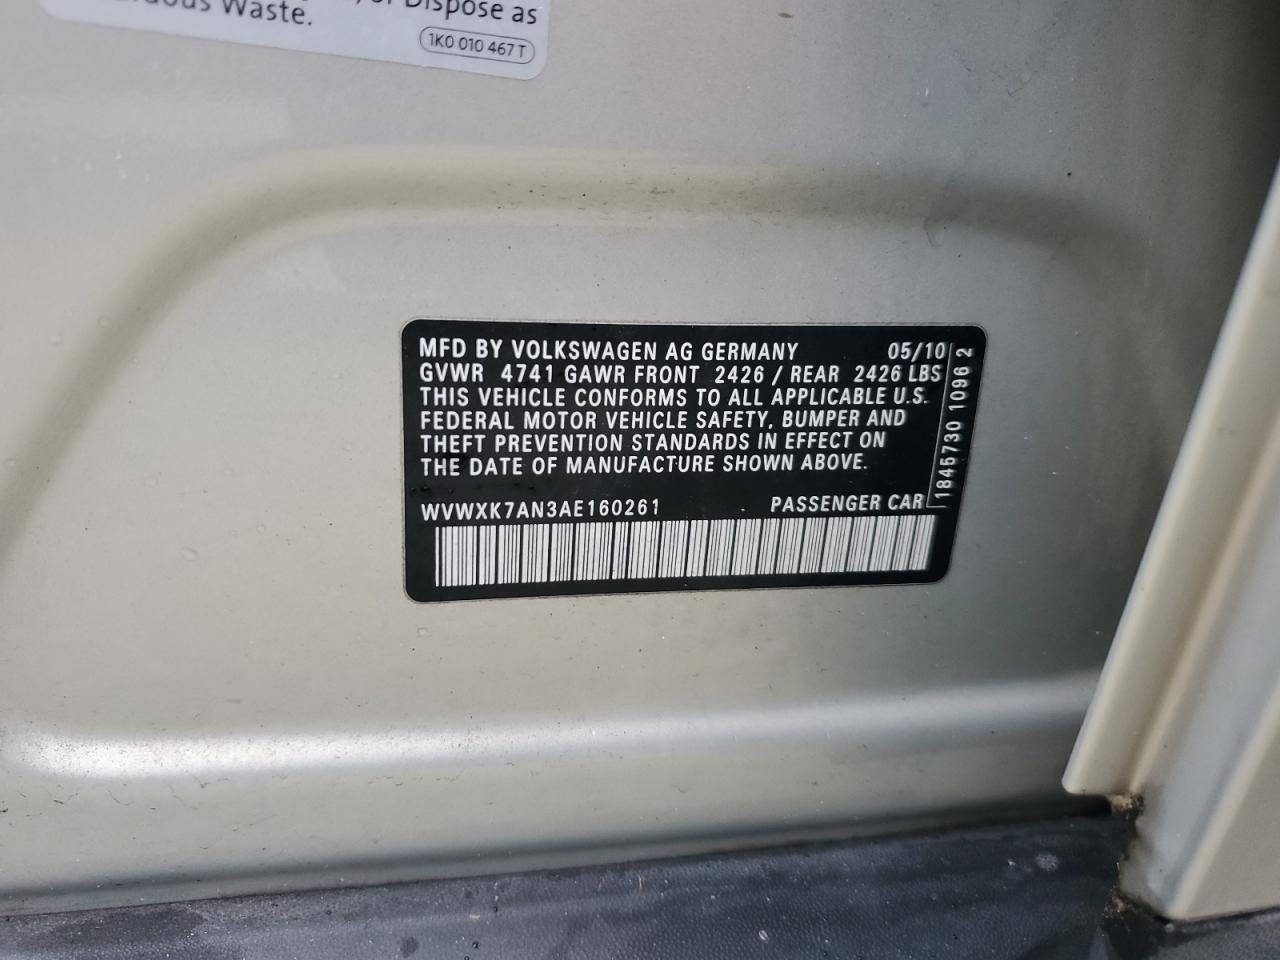 Dispose as
Waste.
1K0 010 467 T
MFD BY VOLKSWAGEN AG GERMANY 05/10
GVWR 4741 GAWR FRONT 2426 / REAR 2426 LBS
THIS VEHICLE CONFORMS TO ALL APPLICABLE U.S.
FEDERAL MOTOR VEHICLE SAFETY, BUMPER AND
THEFT PREVENTION STANDARDS IN EFFECT ON
THE DATE OF MANUFACTURE SHOWN ABOVE.
WVWXK7AN3AE160261 PASSENGER CAR
1845730 1096 2